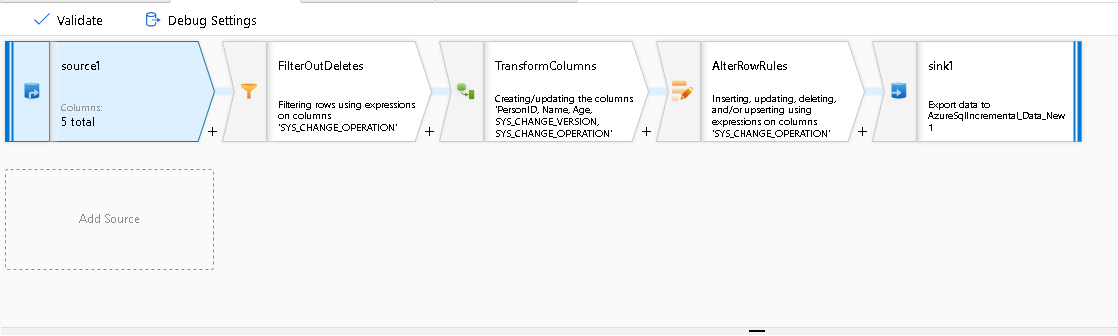 Validate
Debug Settings
source1
Columns:
5 total
+
FilterOutDeletes
Filtering rows using expressions
on columns
'SYS_CHANGE_OPERATION'
+
TransformColumns
Creating/updating the columns
'PersonID, Name, Age,
SYS_CHANGE_VERSION,
SYS_CHANGE_OPERATION'
+
AlterRowRules
Inserting, updating, deleting,
and/or upserting using
expressions on columns
'SYS_CHANGE_OPERATION'
+
sink1
Export data to
AzureSqlIncremental_Data_New
1
Add Source